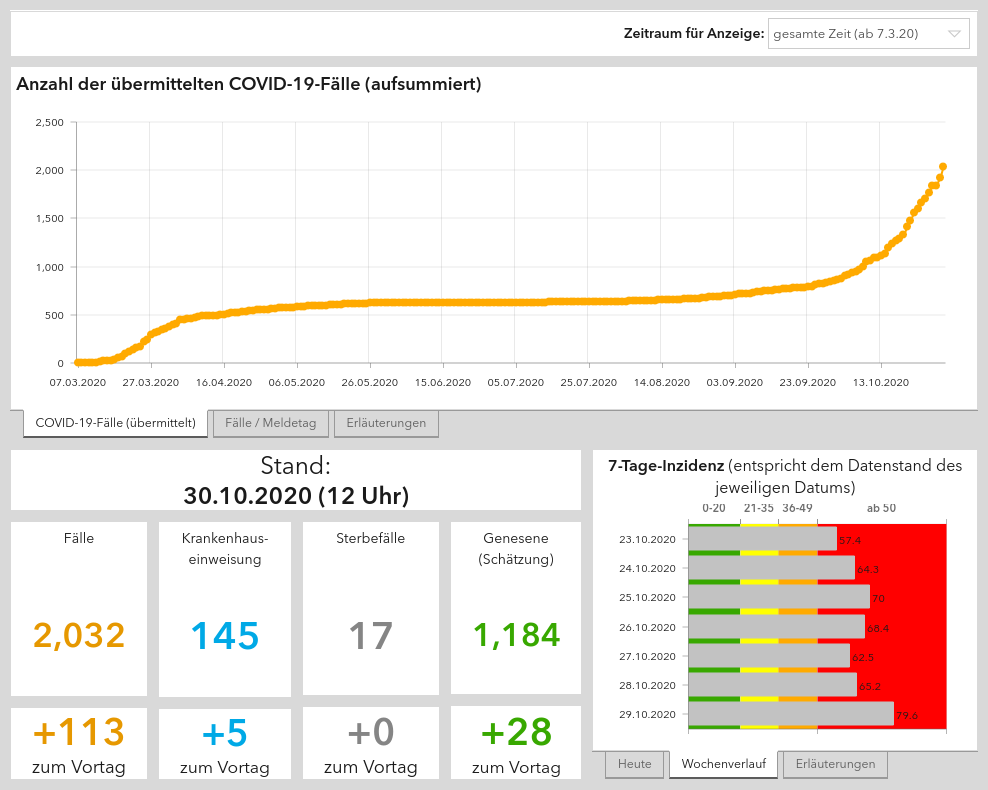 Zeitraum für Anzeige: gesamte Zeit (ab 7.3.20)
Anzahl der übermittelten COVID-19-Fälle (aufsummiert)
2,500
2,000
1,500
1,000
500
0
07.03.2020 27.03.2020 16.04.2020 06.05.2020 26.05.2020 15.06.2020 05.07.2020 25.07.2020 14.08.2020 03.09.2020 23.09.2020 13.10.2020
COVID-19-Fälle (übermittelt) Fälle / Meldetag Erläuterungen
Stand:
30.10.2020 (12 Uhr)
Fälle
2,032
+113
zum Vortag
Krankenhaus-
einweisung
145
+5
zum Vortag
Sterbefälle
17
+0
zum Vortag
Genesene
(Schätzung)
1,184
+28
zum Vortag
7-Tage-Inzidenz (entspricht dem Datenstand des
jeweiligen Datums)
0-20 21-35 36-49 ab 50
23.10.2020 57.4
24.10.2020 64.3
25.10.2020 70
26.10.2020 68.4
27.10.2020 62.5
28.10.2020 65.2
29.10.2020 79.6
Heute Wochenverlauf Erläuterungen